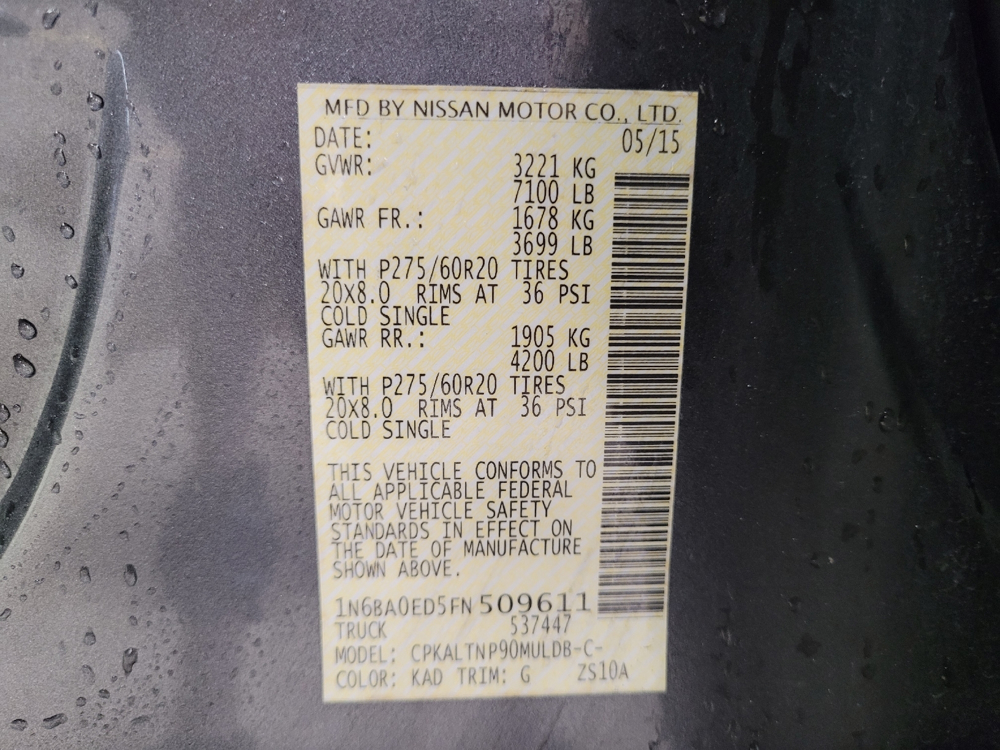 MFD BY NISSAN MOTOR CO., LTD.
DATE: 05/15
GVWR: 3221 KG
7100 LB
GAWR FR.: 1678 KG
3699 LB
WITH P275/60R20 TIRES
20X8.0 RIMS AT 36 PSI
COLD SINGLE
GAWR RR.: 1905 KG
4200 LB
WITH P275/60R20 TIRES
20X8.0 RIMS AT 36 PSI
COLD SINGLE
THIS VEHICLE CONFORMS TO
ALL APPLICABLE FEDERAL
MOTOR VEHICLE SAFETY
STANDARDS IN EFFECT ON
THE DATE OF MANUFACTURE
SHOWN ABOVE.
1N6BA0ED5FN509611
TRUCK 537447
MODEL: CPKALTNP90MULDB-C-
COLOR: KAD TRIM: G ZS10A